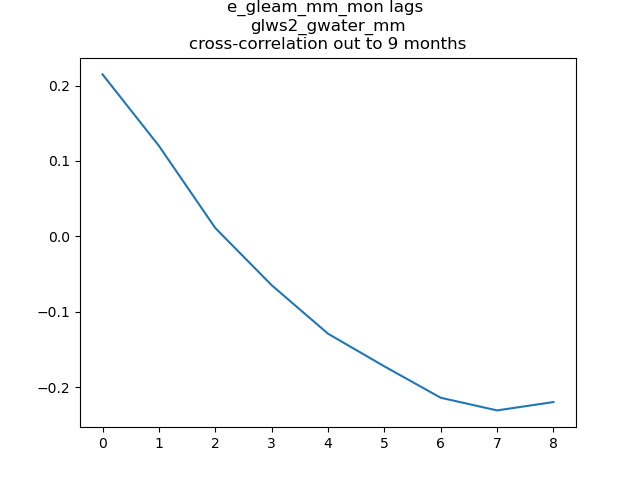 e_gleam_mm_mon lags
glws2_gwater_mm
cross-correlation out to 9 months
0.2
0.1
0.0
−0.1
−0.2
0 1 2 3 4 5 6 7 8